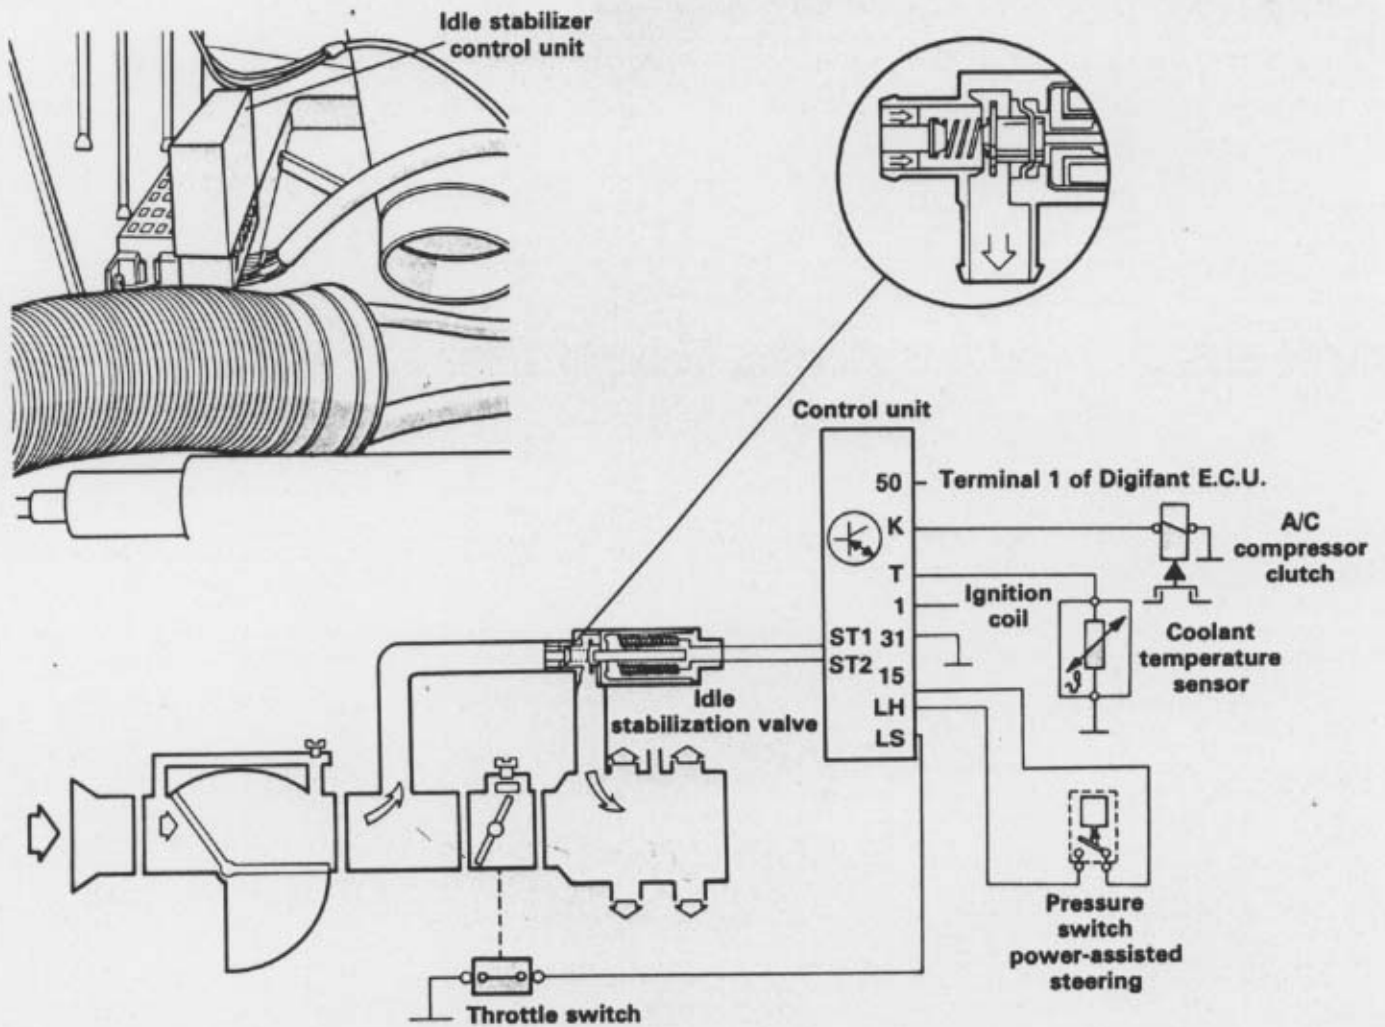 Idle stabilizer
control unit
Control unit
50
Terminal 1 of Digifant E.C.U.
K
A/C
compressor
clutch
T
1
Ignition
coil
ST1 31
ST2 15
Coolant
temperature
sensor
ϑ
Idle
stabilization valve
LH
LS
Pressure
switch
power-assisted
steering
Throttle switch